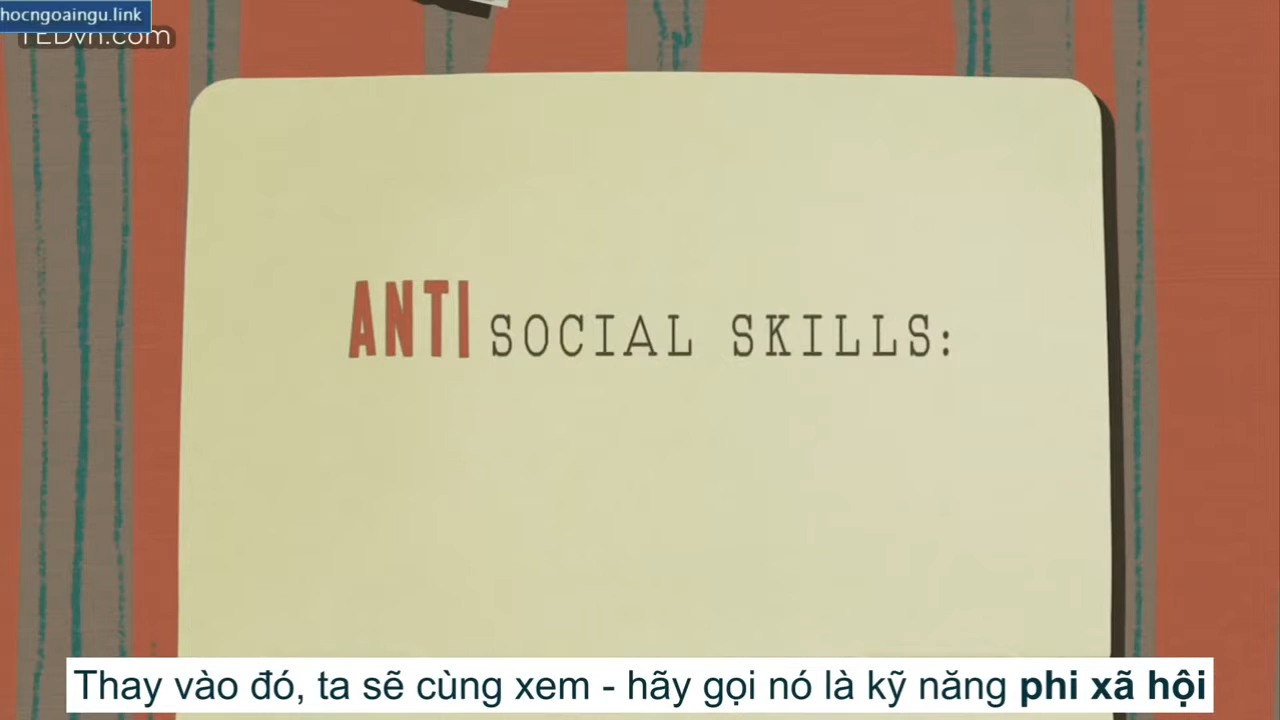 hocngoaingu.link
TEDvn.com
ANTI SOCIAL SKILLS:
Thay vào đó, ta sẽ cùng xem - hãy gọi nó là kỹ năng phi xã hội